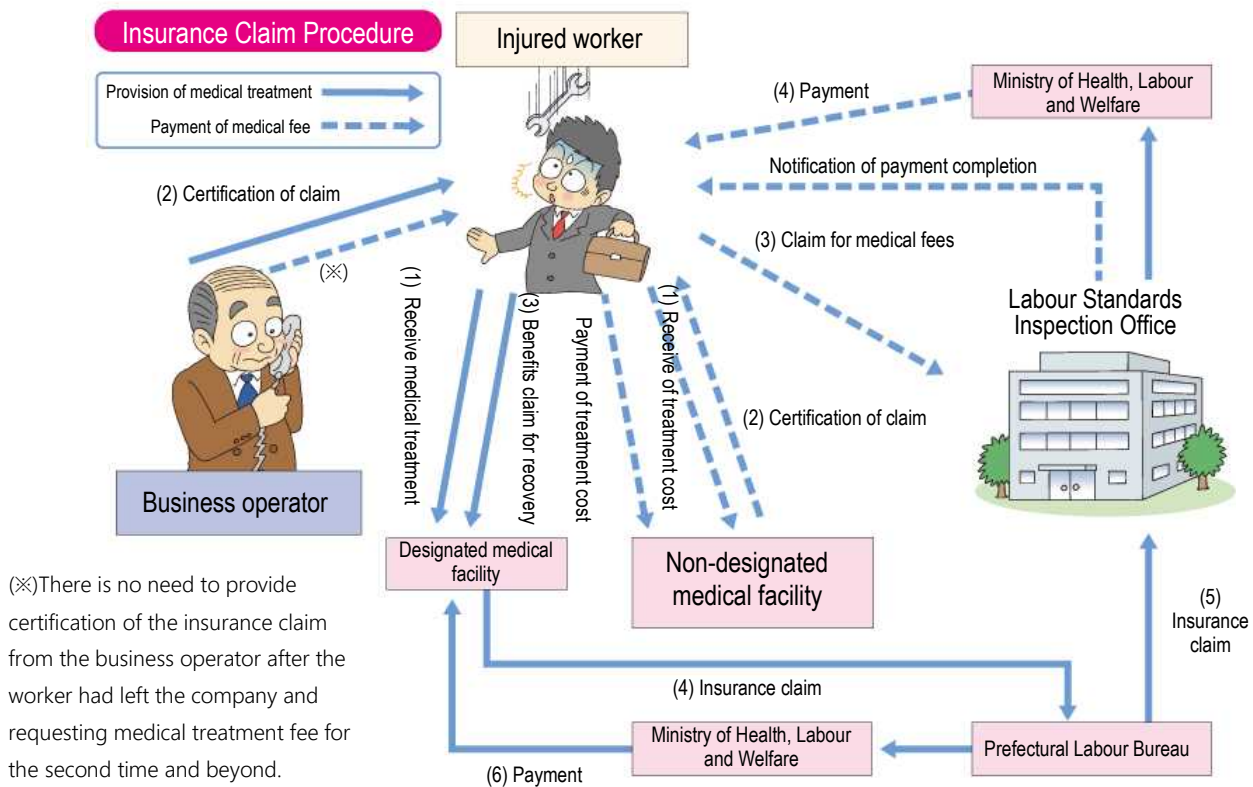 Insurance Claim Procedure
Injured worker
Provision of medical treatment
Payment of medical fee
(4) Payment
Ministry of Health, Labour
and Welfare
Notification of payment completion
(2) Certification of claim
(※)
(3) Claim for medical fees
(1) Receive medical treatment
(3) Benefits claim for recovery
Payment of treatment cost
(1) Receive of treatment cost
(2) Certification of claim
Labour Standards
Inspection Office
Business operator
Designated medical
facility
Non-designated
medical facility
(5)
Insurance
claim
(※)There is no need to provide
certification of the insurance claim
from the business operator after the
worker had left the company and
requesting medical treatment fee for
the second time and beyond.
(4) Insurance claim
Ministry of Health, Labour
and Welfare
Prefectural Labour Bureau
(6) Payment